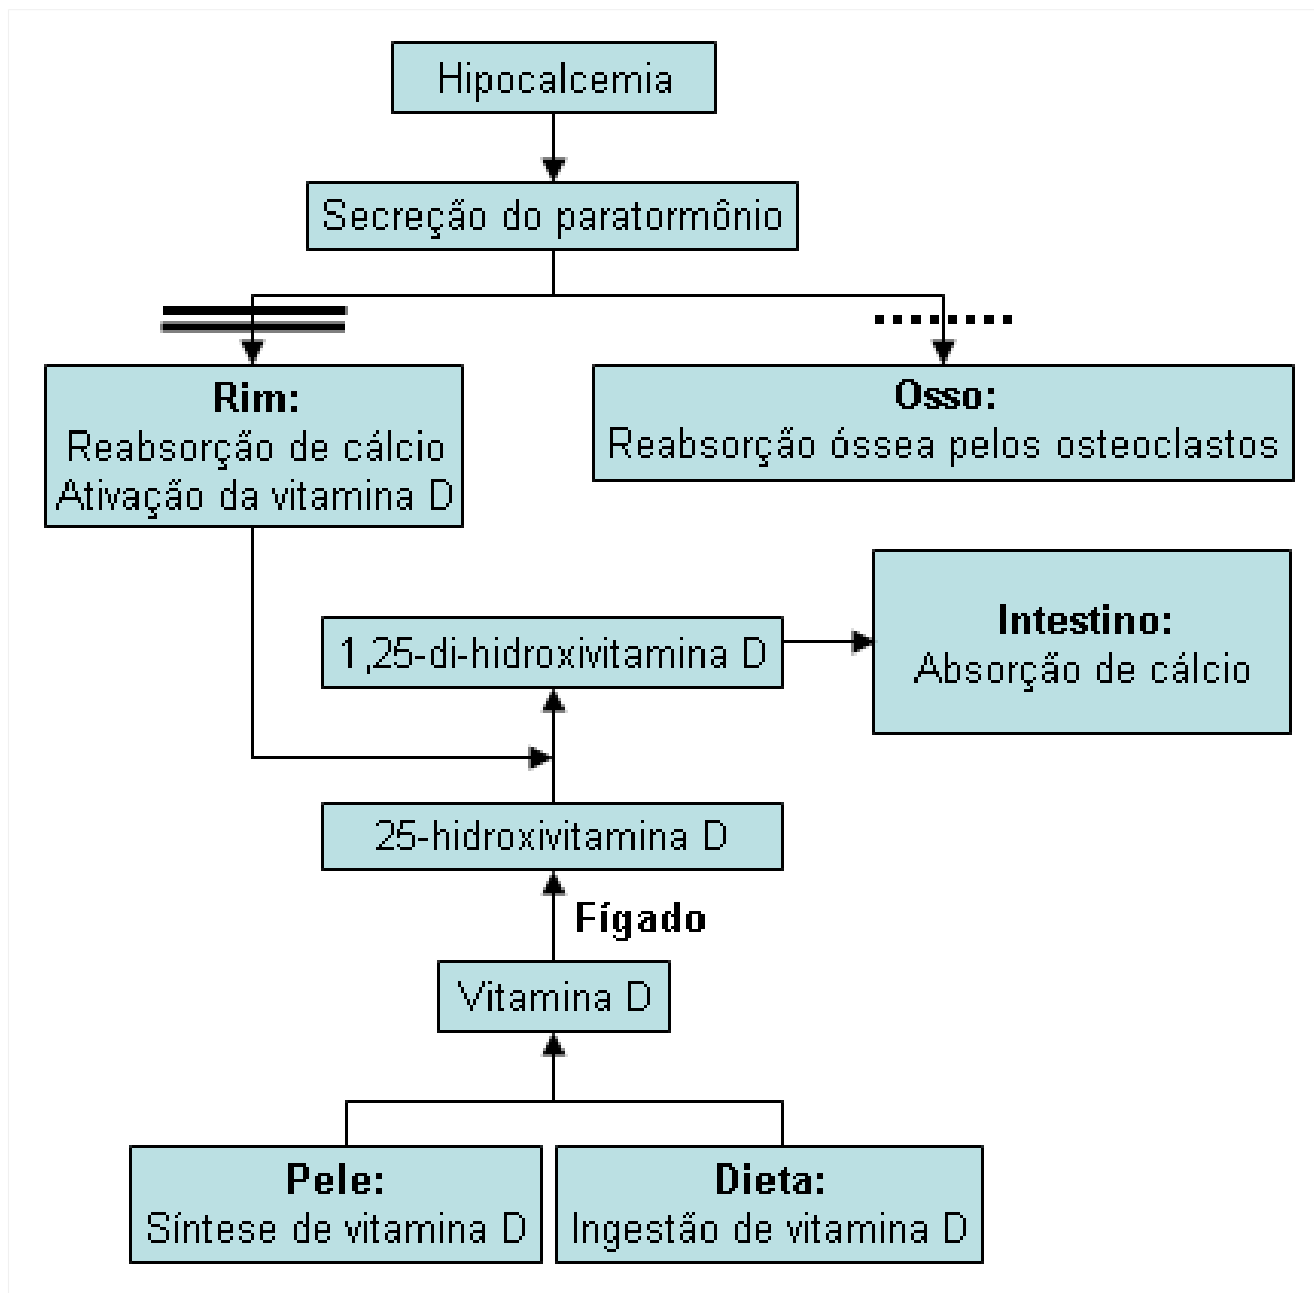 Hipocalcemia
Secreção do paratormônio
Rim:
Reabsorção de cálcio
Ativação da vitamina D
Osso:
Reabsorção óssea pelos osteoclastos
Intestino:
Absorção de cálcio
1,25-di-hidroxivitamina D
25-hidroxivitamina D
Fígado
Vitamina D
Pele:
Síntese de vitamina D
Dieta:
Ingestão de vitamina D